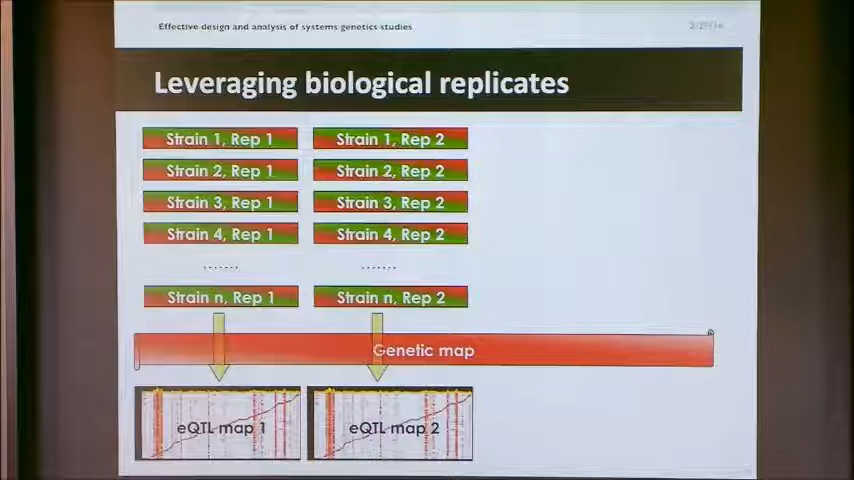 Effective design and analysis of systems genetics studies
Leveraging biological replicates
Strain 1, Rep 1 Strain 1, Rep 2
Strain 2, Rep 1 Strain 2, Rep 2
Strain 3, Rep 1 Strain 3, Rep 2
Strain 4, Rep 1 Strain 4, Rep 2
....... .......
Strain n, Rep 1 Strain n, Rep 2
Genetic map
eQTL map 1 eQTL map 2